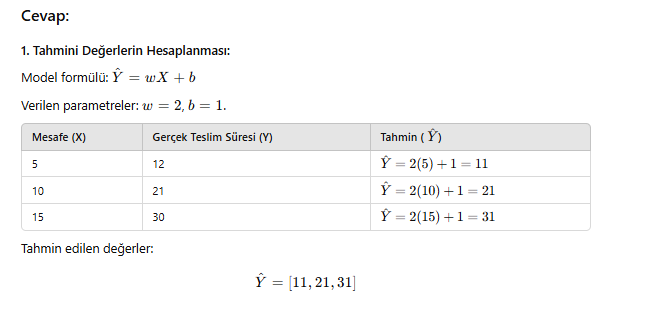 Cevap:
1. Tahmini Değerlerin Hesaplanması:
Model formülü: Ŷ = wX + b
Verilen parametreler: w = 2, b = 1.
Mesafe (X) Gerçek Teslim Süresi (Y) Tahmin ( Ŷ)
5 12 Ŷ = 2(5) + 1 = 11
10 21 Ŷ = 2(10) + 1 = 21
15 30 Ŷ = 2(15) + 1 = 31
Tahmin edilen değerler:
Ŷ = [11, 21, 31]